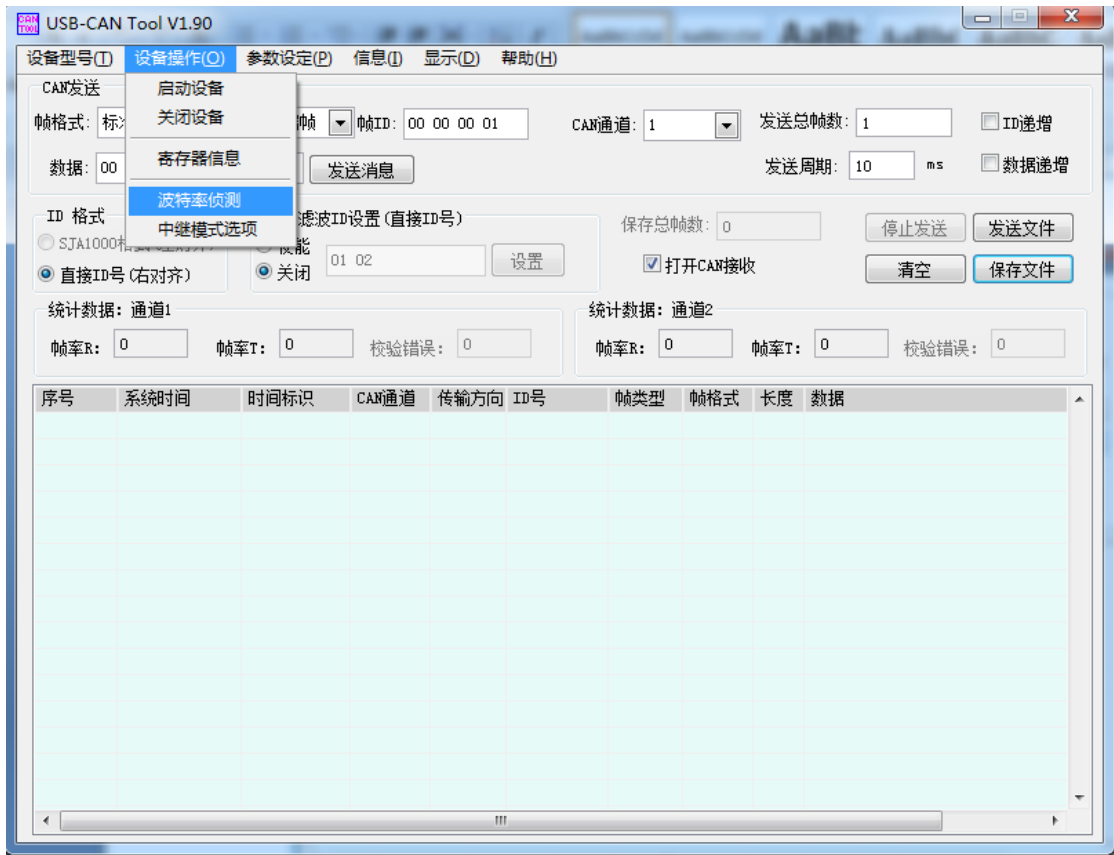 USB-CAN Tool V1.90
设备型号(T) 设备操作(O) 参数设定(P) 信息(I) 显示(D) 帮助(H)
启动设备
关闭设备
寄存器信息
波特率侦测
中继模式选项
CAN发送
帧格式: 标 帧 帧ID: 00 00 00 01 CAN通道: 1 发送总帧数: 1 ID递增
数据: 00 发送消息 发送周期: 10 ms 数据递增
ID 格式 滤波ID设置(直接ID号) 保存总帧数: 0 停止发送 发送文件
SJA1000 使能
直接ID号(右对齐) 关闭 01 02 设置 打开CAN接收 清空 保存文件
统计数据: 通道1 统计数据: 通道2
帧率R: 0 帧率T: 0 校验错误: 0 帧率R: 0 帧率T: 0 校验错误: 0
序号 系统时间 时间标识 CAN通道 传输方向 ID号 帧类型 帧格式 长度 数据